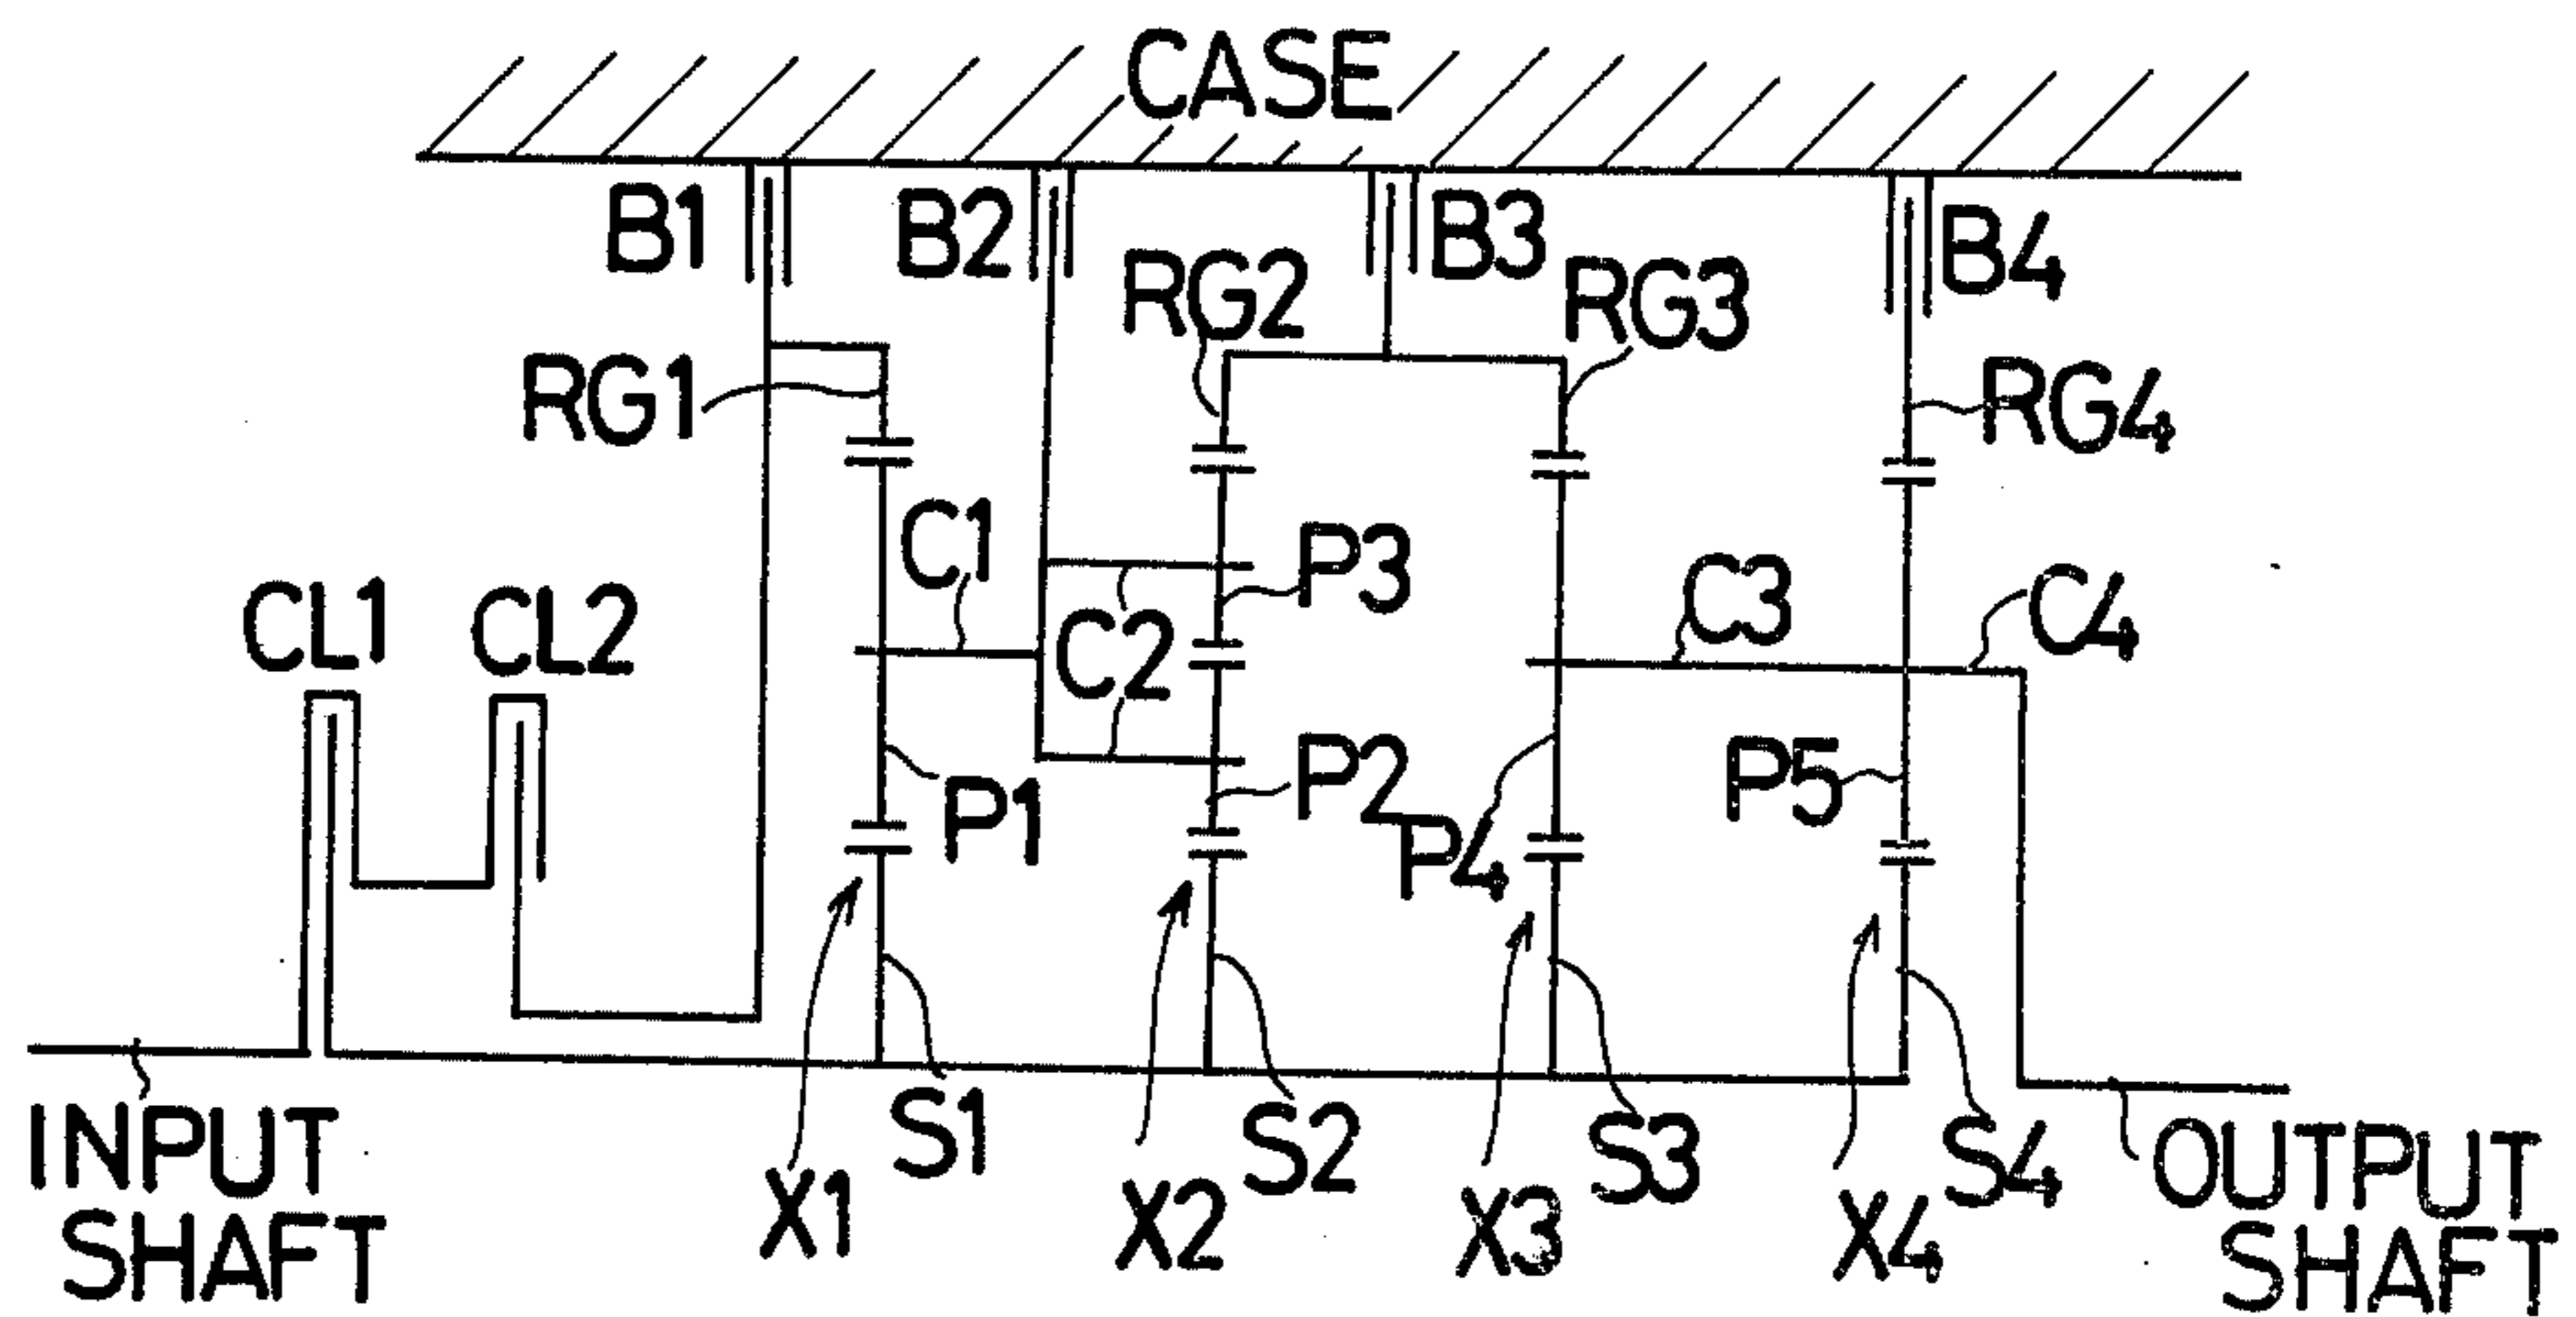 CASE
B1
B2
B3
B4
RG2
RG3
RG1
RG4
C1
P3
C3
C4
CL1
CL2
C2
P1
P2
P4
P5
S1
S2
S3
S4
X1
X2
X3
X4
INPUT
SHAFT
OUTPUT
SHAFT